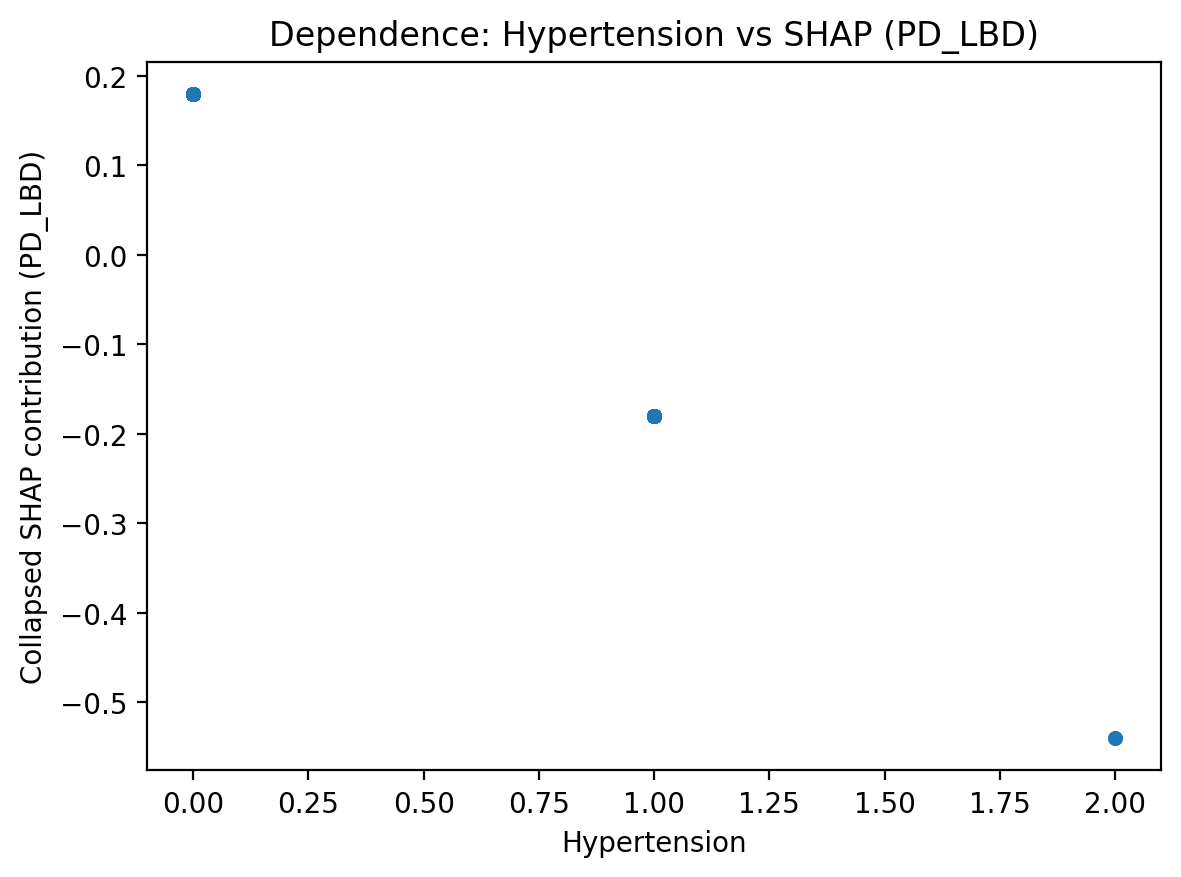 Dependence: Hypertension vs SHAP (PD_LBD)
Collapsed SHAP contribution (PD_LBD)
0.2
0.1
0.0
−0.1
−0.2
−0.3
−0.4
−0.5
0.00 0.25 0.50 0.75 1.00 1.25 1.50 1.75 2.00
Hypertension